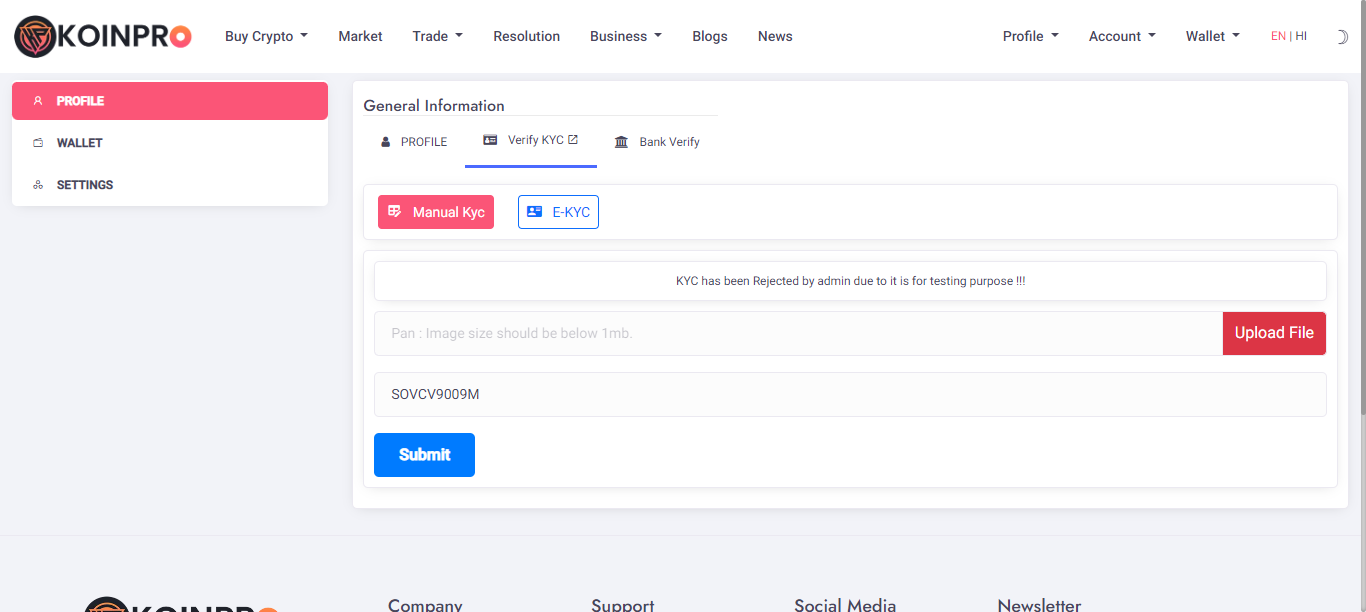 KOINPRO Buy Crypto Market Trade Resolution Business Blogs News Profile Account Wallet EN | HI
PROFILE
WALLET
SETTINGS
General Information
PROFILE Verify KYC Bank Verify
Manual Kyc E-KYC
KYC has been Rejected by admin due to it is for testing purpose !!!
Pan : Image size should be below 1mb. Upload File
SOVCV9009M
Submit
KOINPRO Company Support Social Media Newsletter